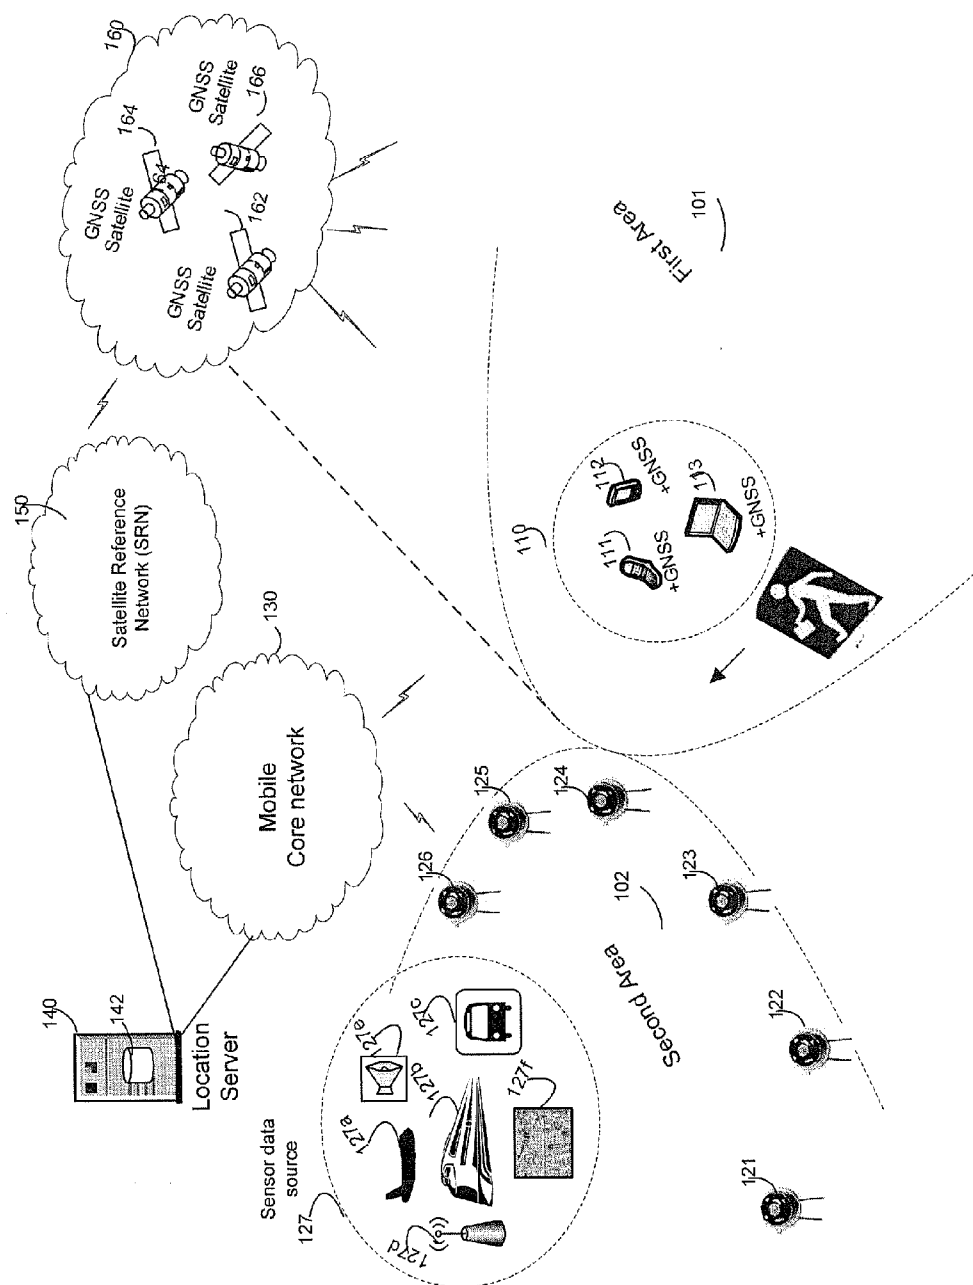 160
164
GNSS
Satellite
GNSS
Satellite
166
162
GNSS
Satellite
150
Satellite Reference
Network (SRN)
130
Mobile
Core network
140
142
Location
Server
First Area
101
110
111
+GNSS
112
+GNSS
113
+GNSS
Second Area
102
121
122
123
124
125
126
Sensor data
source
127
127a
127b
127c
127d
127e
127f